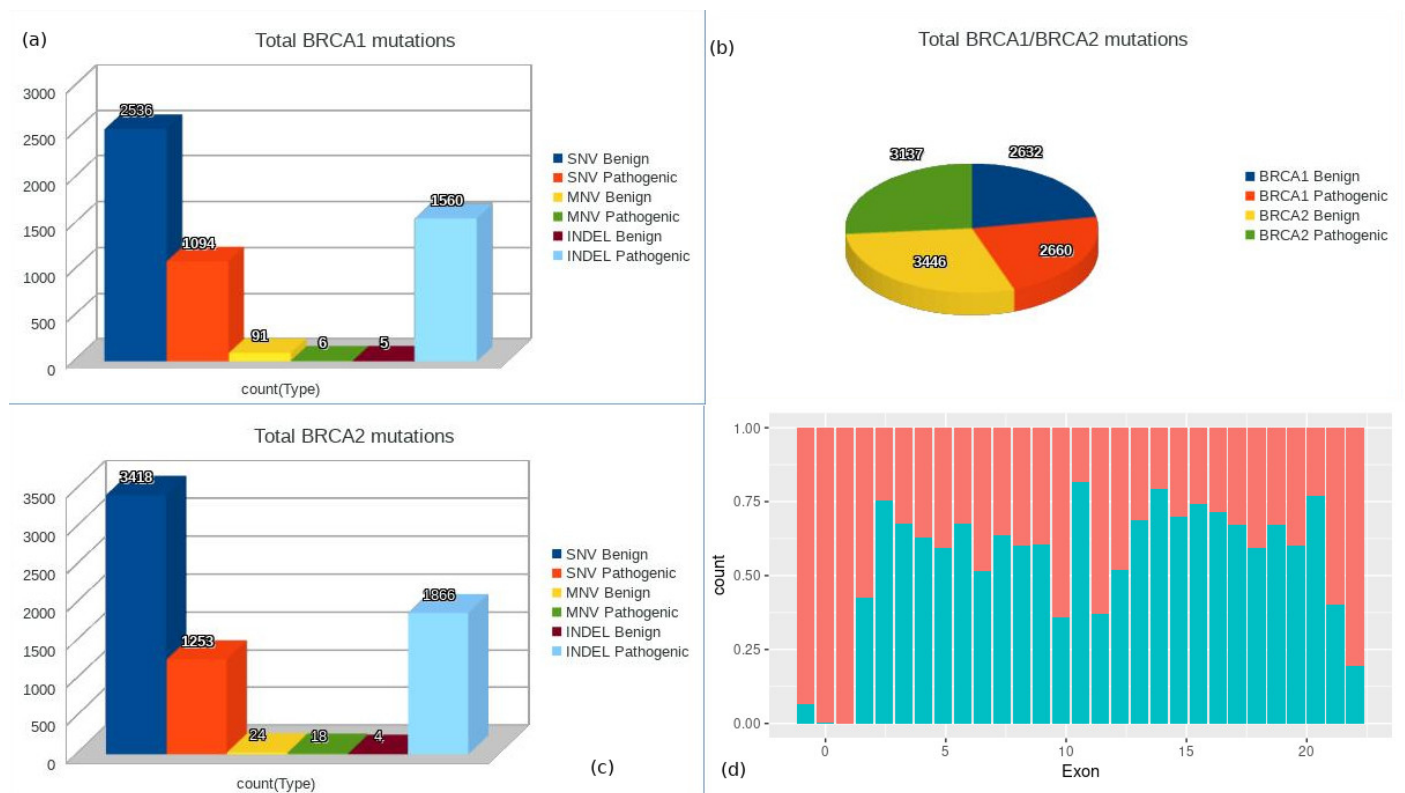 (a)
Total BRCA1 mutations
3000
2500
2000
1500
1000
500
0
2536
1094
91
6
5
1560
count(Type)
SNV Benign
SNV Pathogenic
MNV Benign
MNV Pathogenic
INDEL Benign
INDEL Pathogenic
(b)
Total BRCA1/BRCA2 mutations
3137
2632
3446
2660
BRCA1 Benign
BRCA1 Pathogenic
BRCA2 Benign
BRCA2 Pathogenic
Total BRCA2 mutations
3500
3000
2500
2000
1500
1000
500
0
3418
1253
24
18
4
1866
count(Type)
SNV Benign
SNV Pathogenic
MNV Benign
MNV Pathogenic
INDEL Benign
INDEL Pathogenic
(c)
1.00
0.75
0.50
0.25
0.00
count
0 5 10 15 20
Exon
(d)